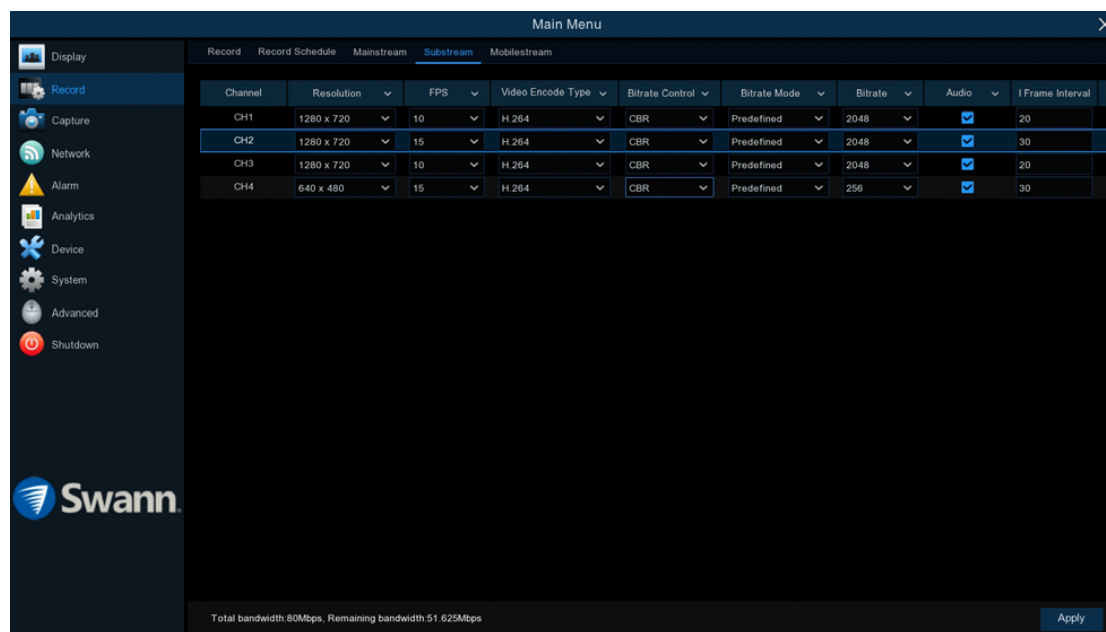 Main Menu
Display
Record
Capture
Network
Alarm
Analytics
Device
System
Advanced
Shutdown
Swann.
Record Record Schedule Mainstream Substream Mobilestream
Channel Resolution FPS Video Encode Type Bitrate Control Bitrate Mode Bitrate Audio I Frame Interval
CH1 1280 x 720 10 H.264 CBR Predefined 2048 20
CH2 1280 x 720 15 H.264 CBR Predefined 2048 30
CH3 1280 x 720 10 H.264 CBR Predefined 2048 20
CH4 640 x 480 15 H.264 CBR Predefined 256 30
Total bandwidth:80Mbps, Remaining bandwidth:51.625Mbps
Apply